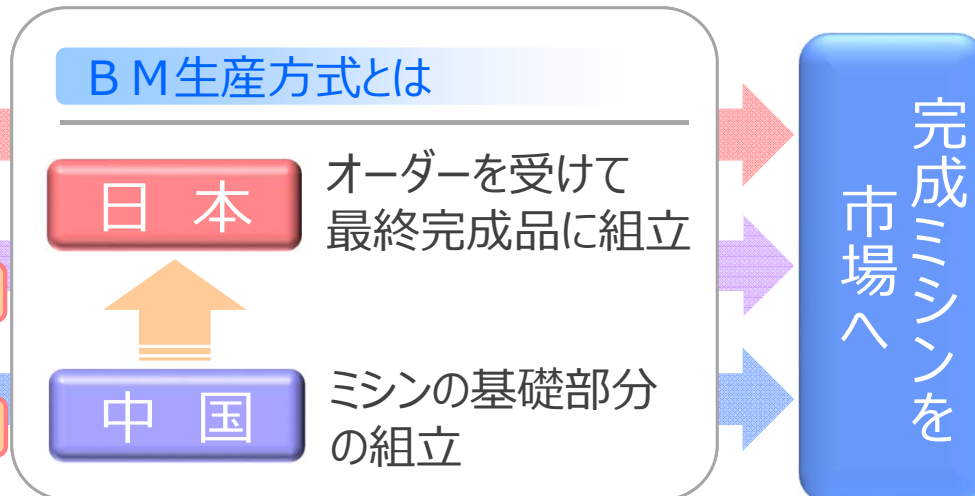 ＢＭ生産方式とは
日　本
オーダーを受けて
最終完成品に組立
中　国
ミシンの基礎部分
の組立
完成ミシンを
市場へ